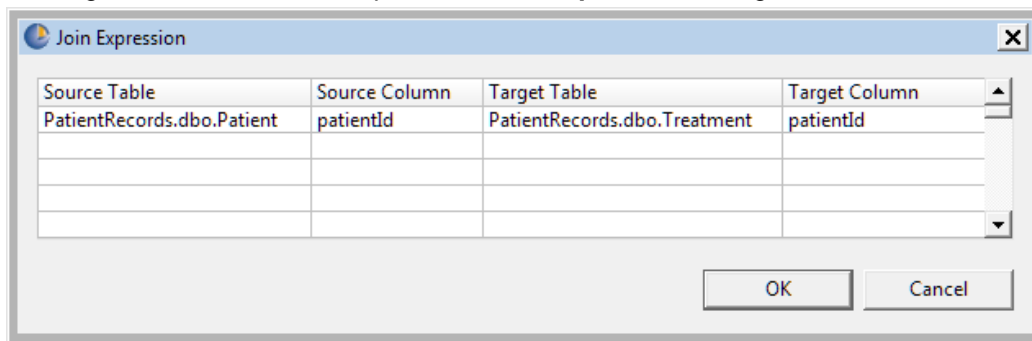 Join Expression
Source Table Source Column Target Table Target Column
PatientRecords.dbo.Patient patientId PatientRecords.dbo.Treatment patientId
OK Cancel